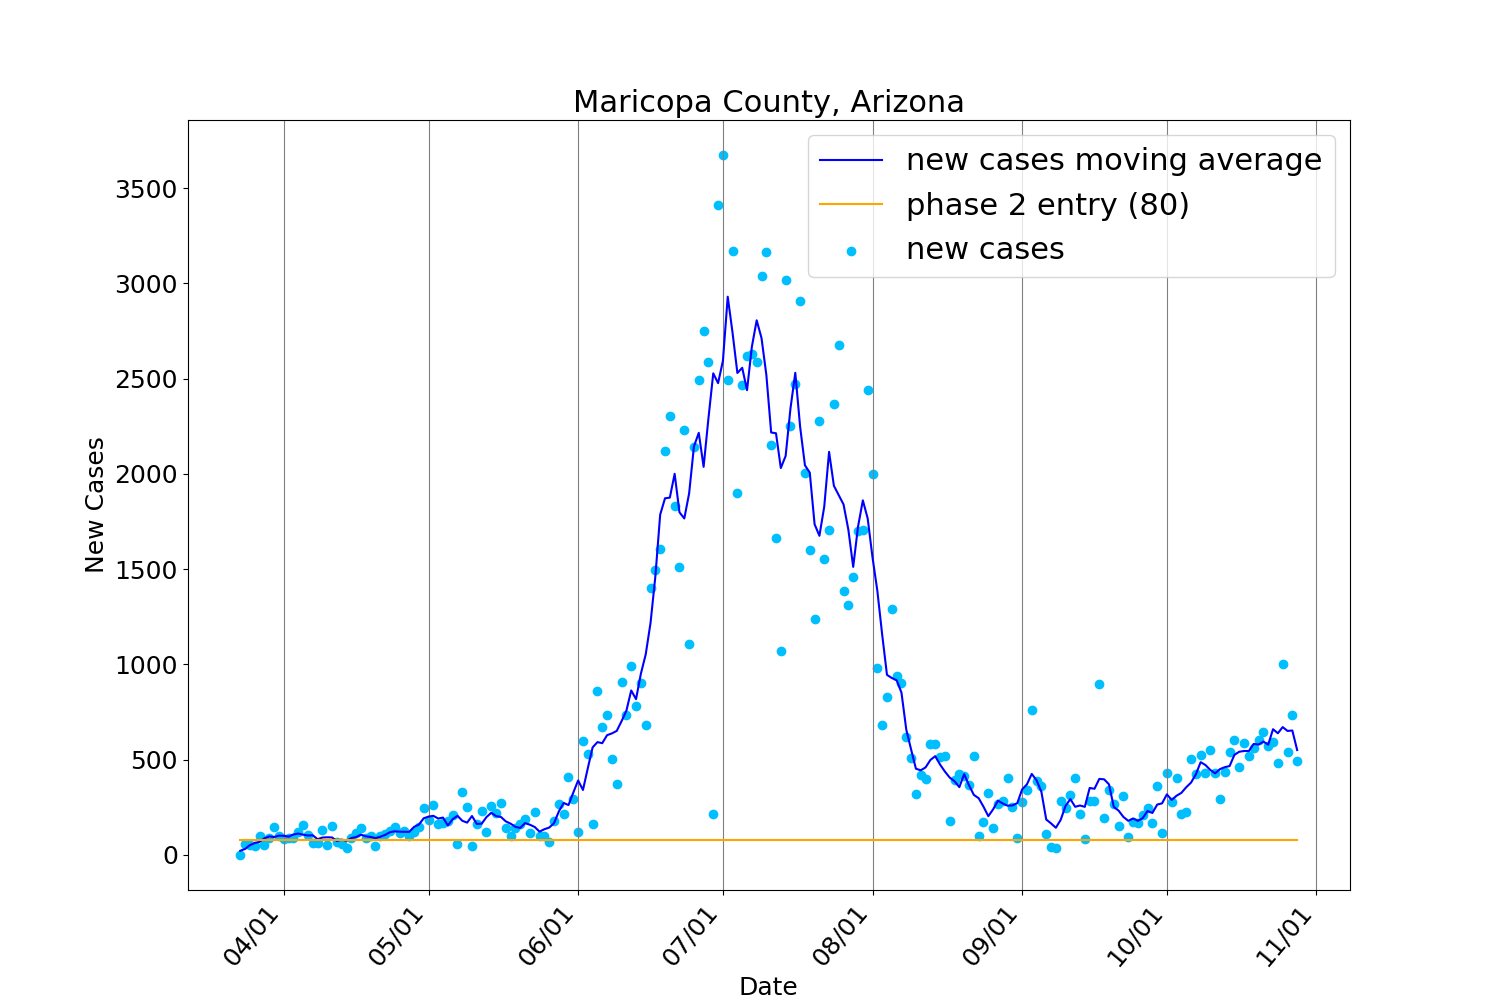 Maricopa County, Arizona
new cases moving average
phase 2 entry (80)
new cases
New Cases
3500
3000
2500
2000
1500
1000
500
0
04/01
05/01
06/01
07/01
08/01
09/01
10/01
11/01
Date